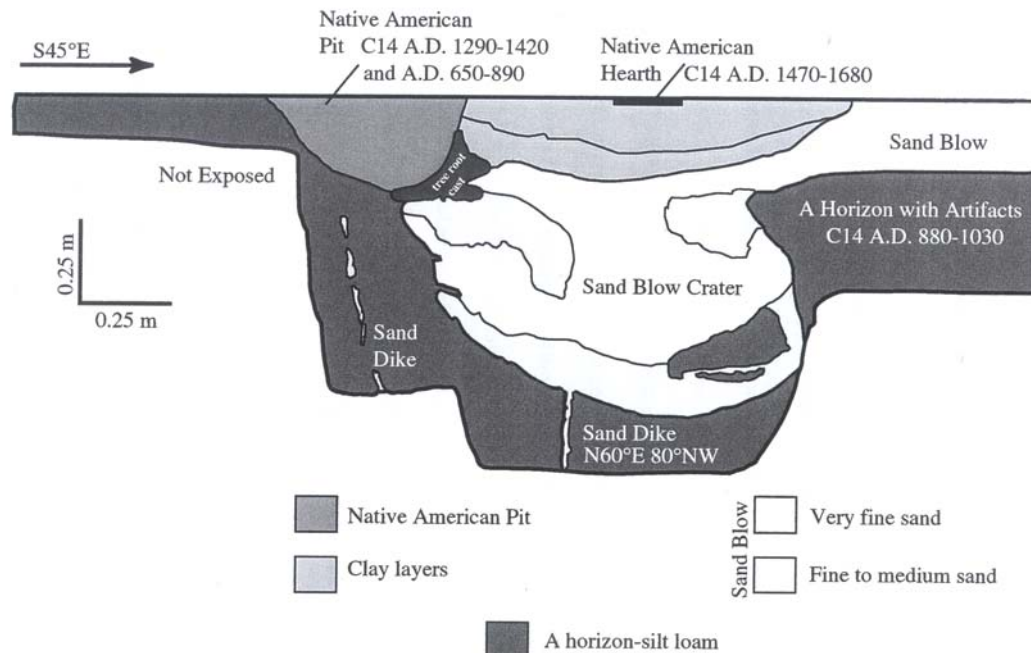 Native American
Pit C14 A.D. 1290-1420
and A.D. 650-890
Native American
Hearth C14 A.D. 1470-1680
S45°E
Sand Blow
Not Exposed
tree root
cast
A Horizon with Artifacts
C14 A.D. 880-1030
0.25 m
0.25 m
Sand Blow Crater
Sand
Dike
Sand Dike
N60°E 80°NW
Native American Pit
Clay layers
Sand Blow
Very fine sand
Fine to medium sand
A horizon-silt loam